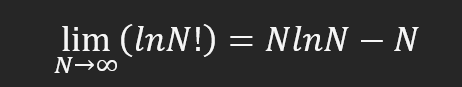 lim (lnN!) = NlnN − N
N→∞